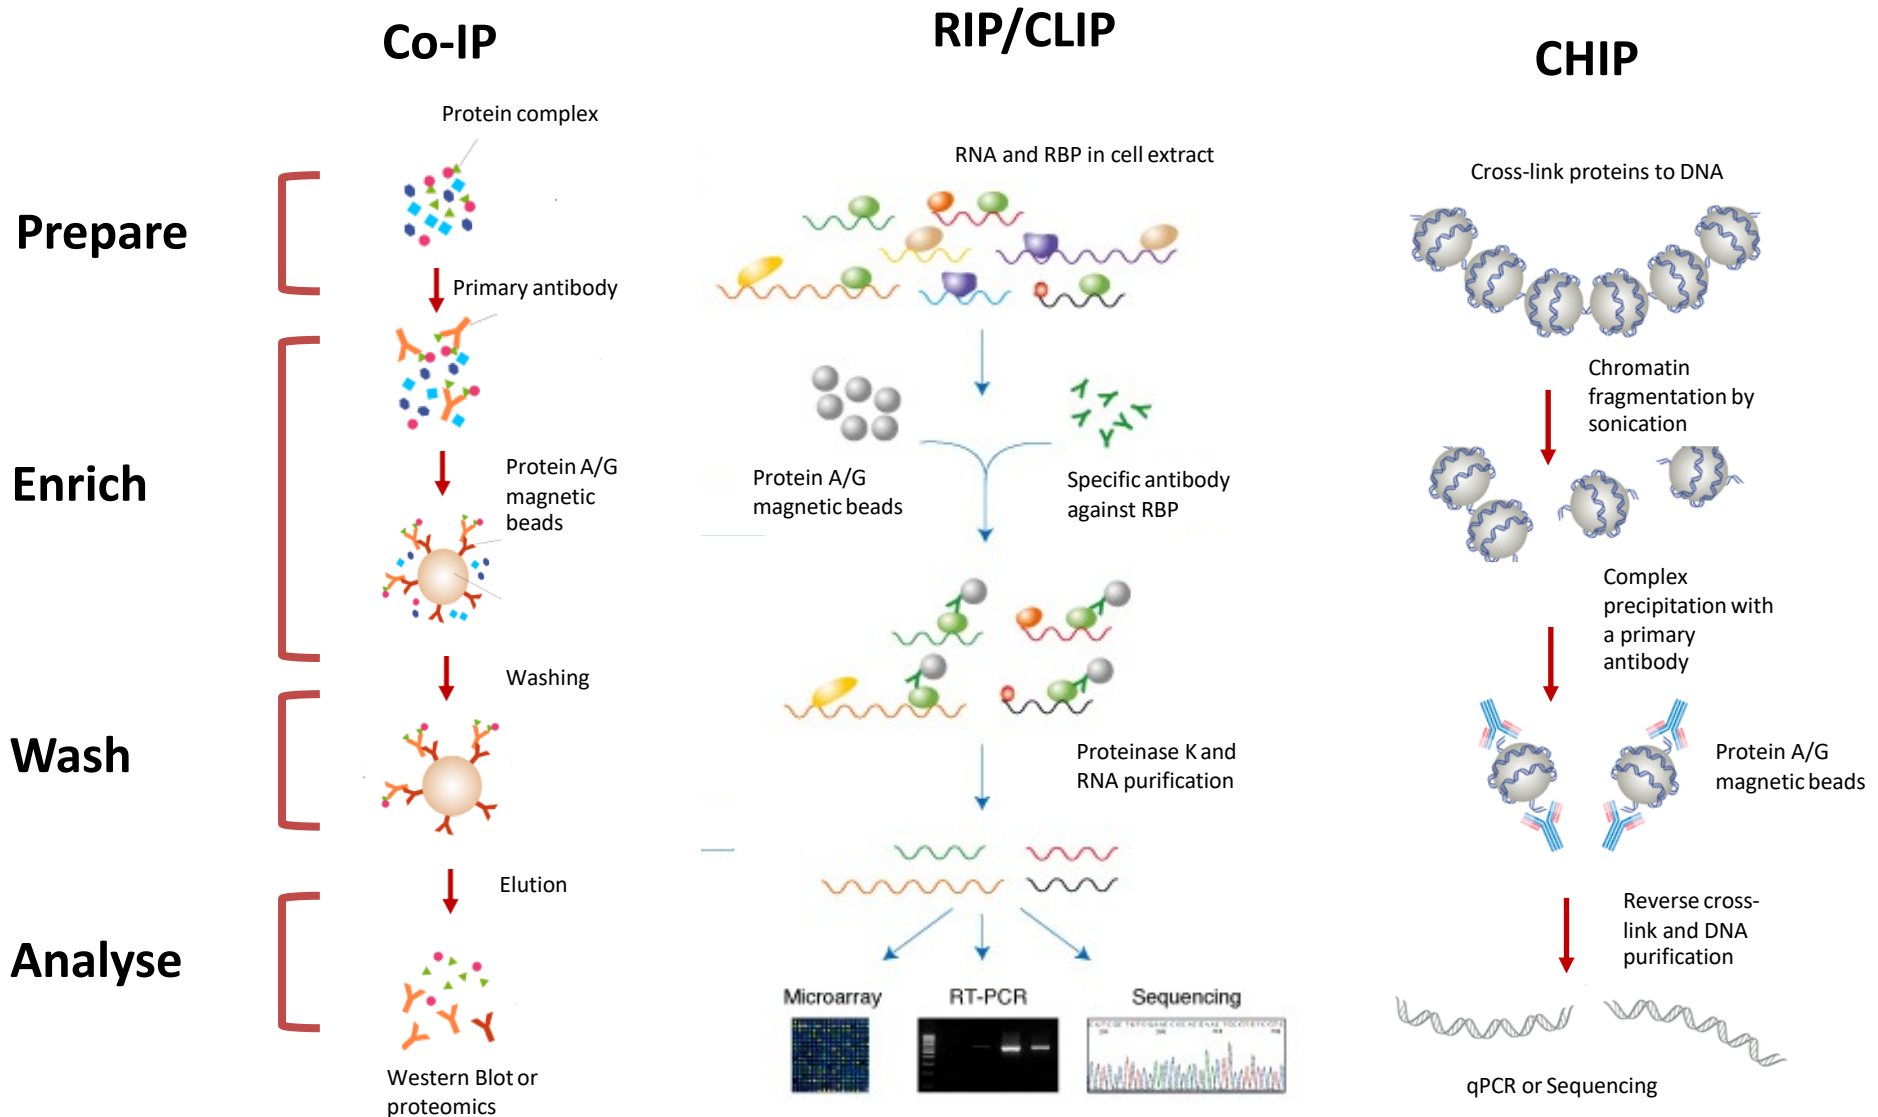 Co-IP
RIP/CLIP
CHIP
Prepare
Enrich
Wash
Analyse
Protein complex
Primary antibody
Protein A/G
magnetic
beads
Washing
Elution
Western Blot or
proteomics
RNA and RBP in cell extract
Protein A/G
magnetic beads
Specific antibody
against RBP
Proteinase K and
RNA purification
Microarray
RT-PCR
Sequencing
Cross-link proteins to DNA
Chromatin
fragmentation by
sonication
Complex
precipitation with
a primary
antibody
Protein A/G
magnetic beads
Reverse cross-
link and DNA
purification
qPCR or Sequencing